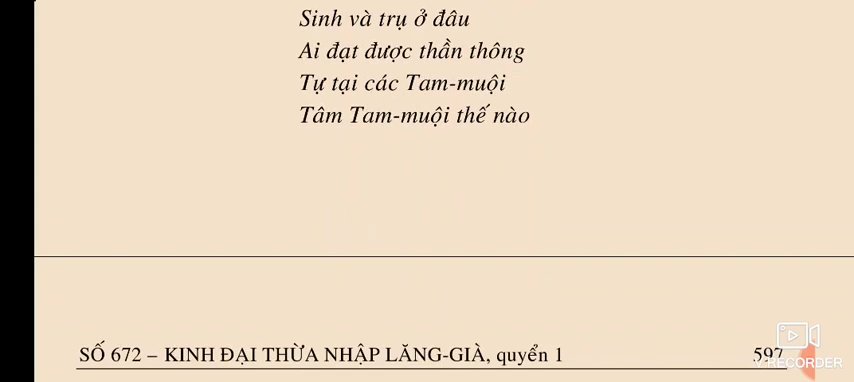 Sinh và trụ ở đâu
Ai đạt được thần thông
Tự tại các Tam-muội
Tâm Tam-muội thế nào
SỐ 672 – KINH ĐẠI THỪA NHẬP LĂNG-GIÀ, quyển 1 597
V RECORDER